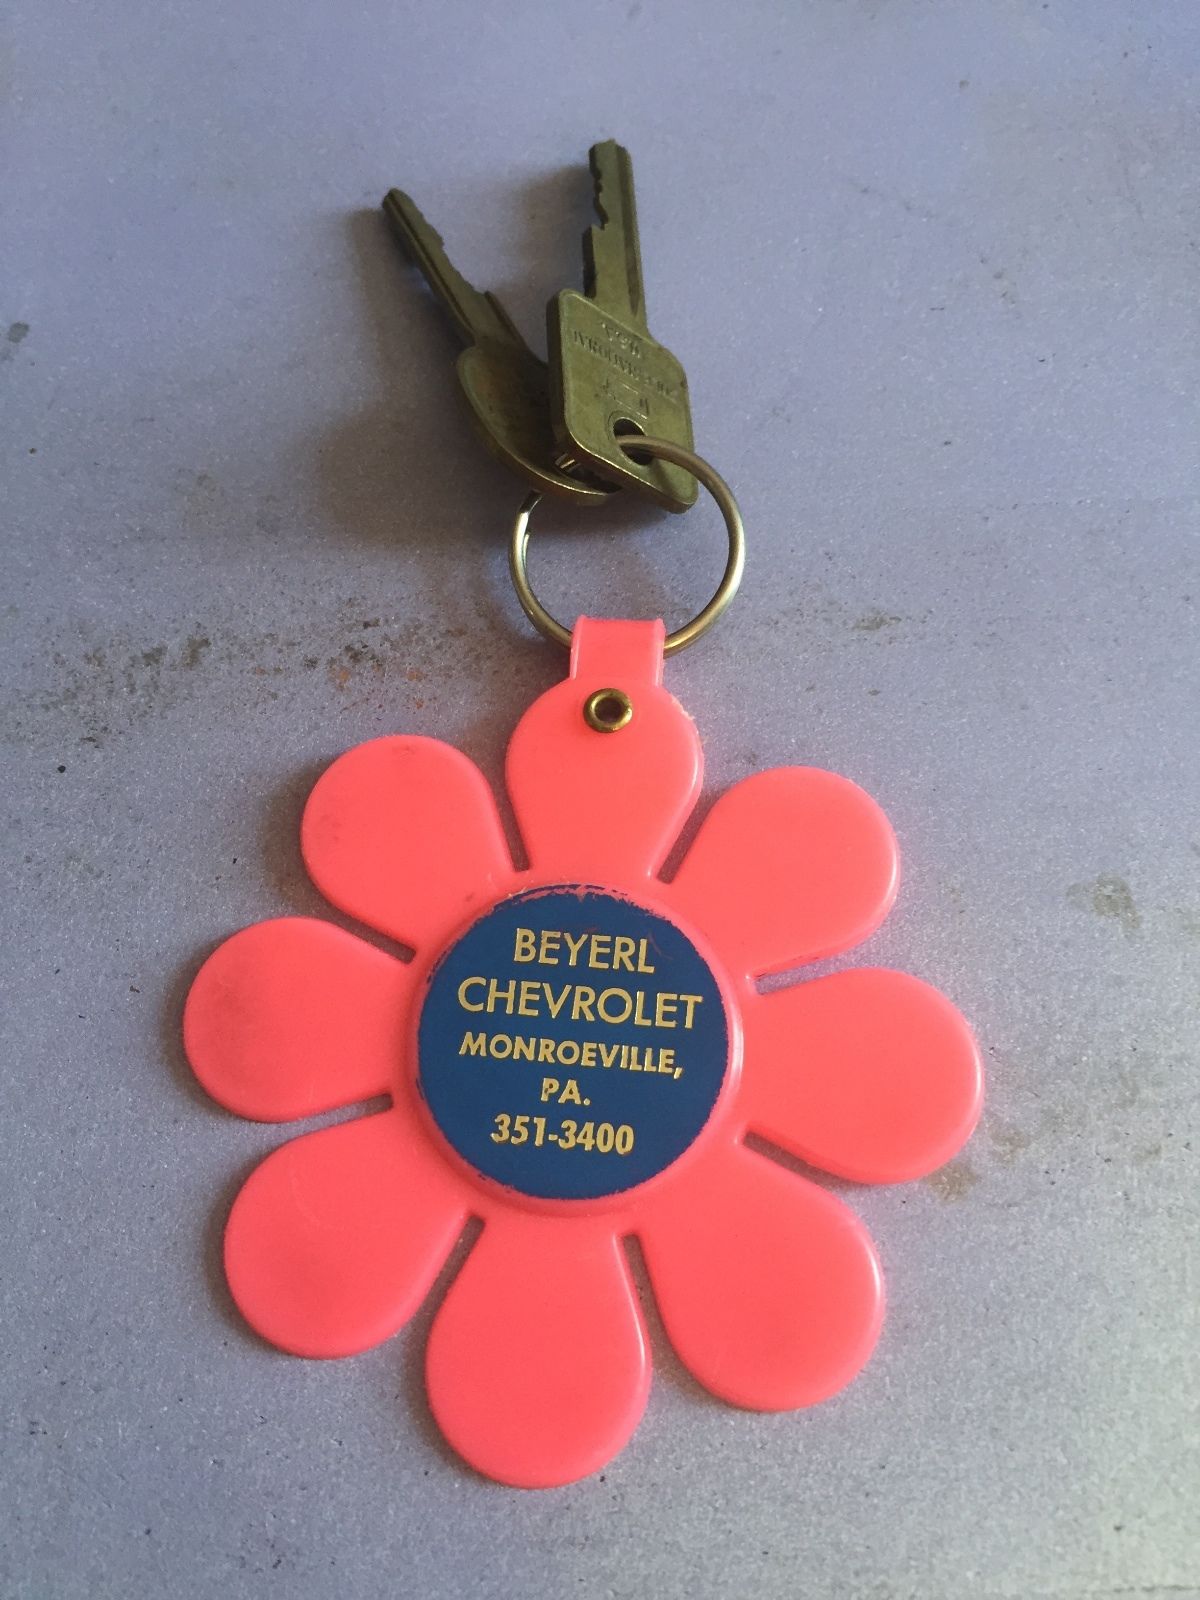 BEYERL
CHEVROLET
MONROEVILLE,
PA.
351-3400